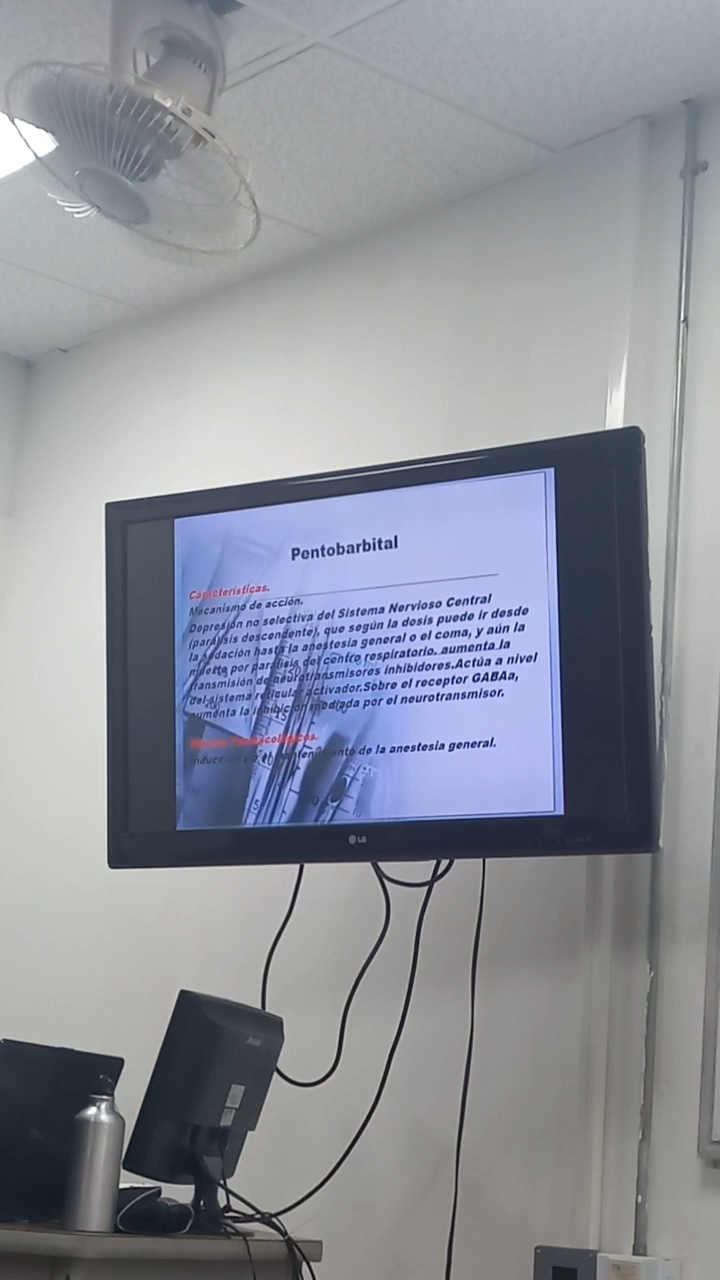 Pentobarbital
Características.
Mecanismo de acción.
Depresión no selectiva del Sistema Nervioso Central
(parálisis descendente), que según la dosis puede ir desde
la sedación hasta la anestesia general o el coma, y aún la
muerte por parálisis del centro respiratorio. aumenta la
transmisión de neurotransmisores inhibidores.Actúa a nivel
del sistema reticular activador.Sobre el receptor GABAa,
aumenta la inhibición mediada por el neurotransmisor.
de la anestesia general.
LG